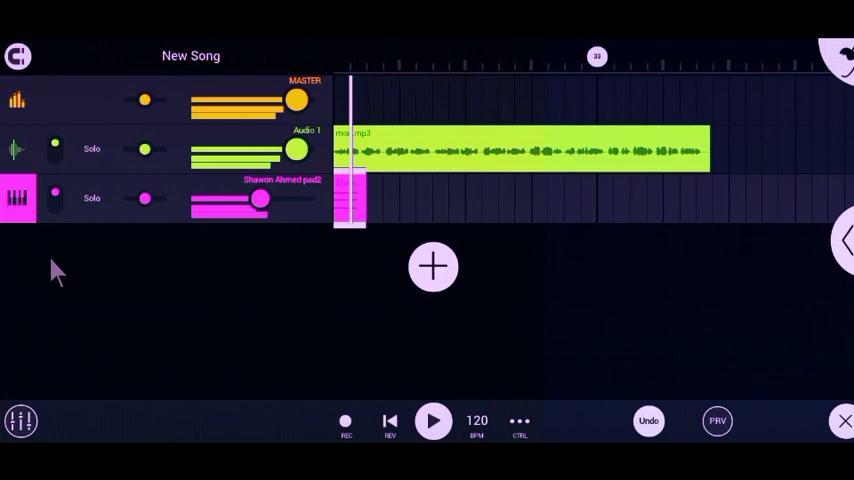 New Song
33
MASTER
Audio 1
Solo
Shawon Ahmed pad2
Solo
120
Undo
PRV
REC
REV
BPM
CTRL